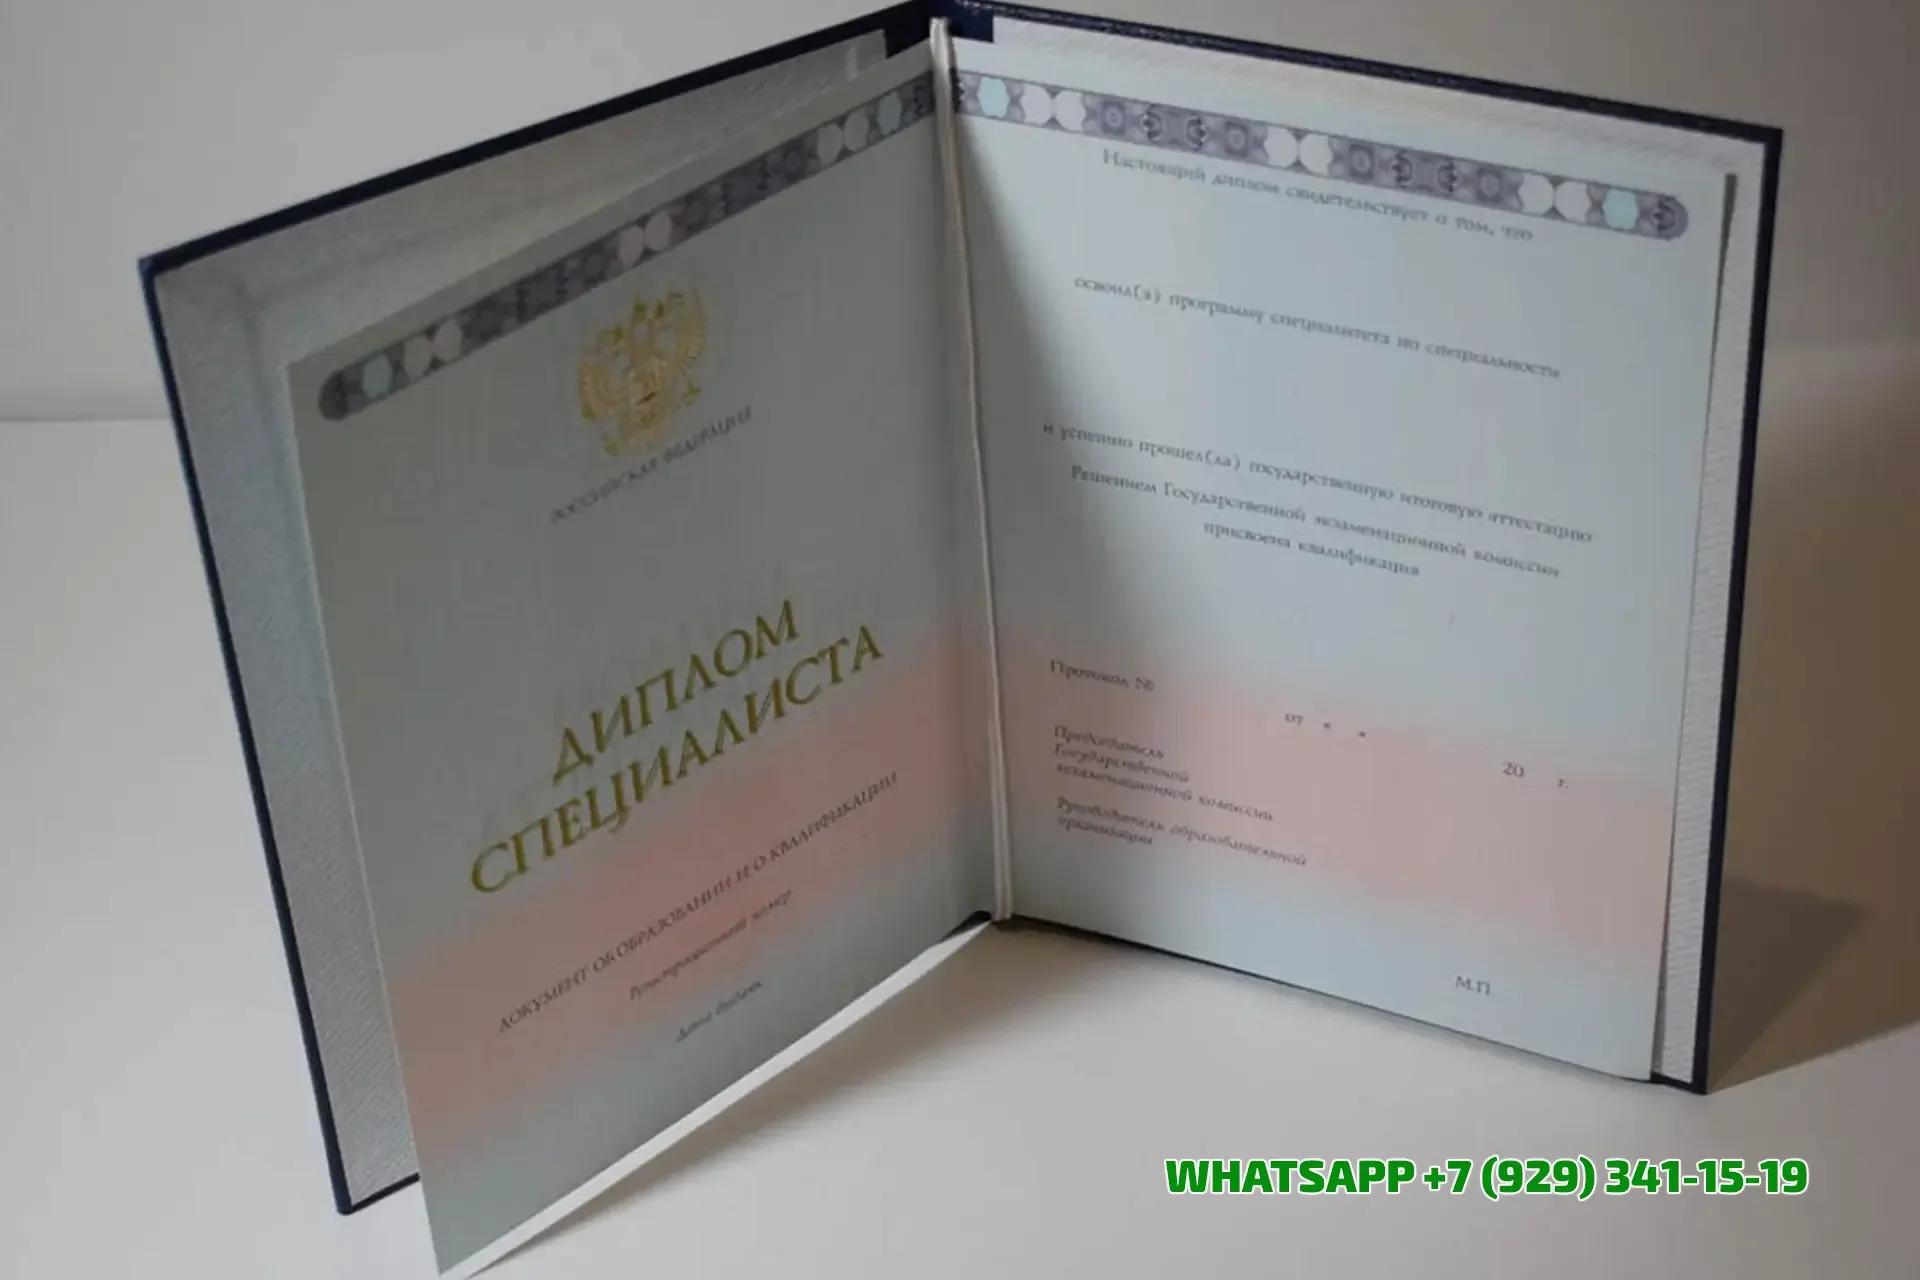 РОССИЙСКАЯ ФЕДЕРАЦИЯ
ДИПЛОМ
СПЕЦИАЛИСТА
ДОКУМЕНТ ОБ ОБРАЗОВАНИИ И О КВАЛИФИКАЦИИ
Регистрационный номер
Дата выдачи
Настоящий диплом свидетельствует о том, что
освоил(а) программу специалитета по специальности
и успешно прошел(ла) государственную итоговую аттестацию
Решением Государственной экзаменационной комиссии
присвоена квалификация
Протокол №
от « »
20 г.
Председатель
Государственной
экзаменационной комиссии
Руководитель образовательной
организации
М.П.
WHATSAPP +7 (929) 341-15-19